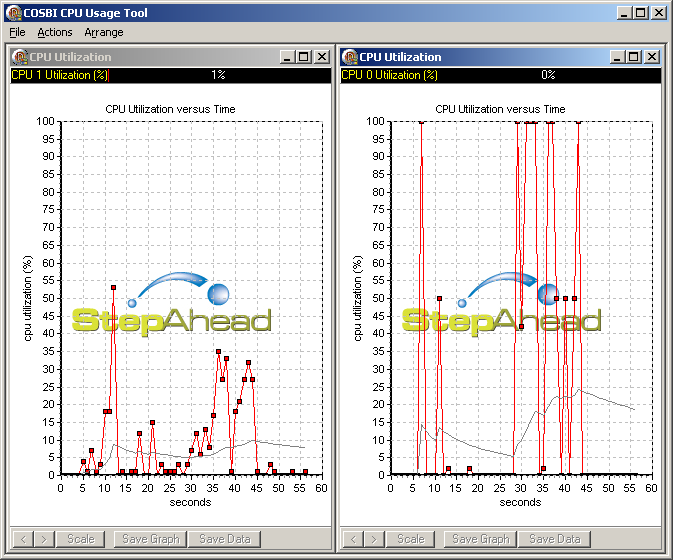 COSBI CPU Usage Tool
File Actions Arrange
CPU Utilization
CPU 1 Utilization (%) 1%
CPU Utilization versus Time
100
95
90
85
80
75
70
65
60
55
50
45
40
35
30
25
20
15
10
5
0
cpu utilization (%)
StepAhead
0 5 10 15 20 25 30 35 40 45 50 55 60
seconds
< > Scale Save Graph Save Data
CPU Utilization
CPU 0 Utilization (%) 0%
CPU Utilization versus Time
100
95
90
85
80
75
70
65
60
55
50
45
40
35
30
25
20
15
10
5
0
cpu utilization (%)
StepAhead
0 5 10 15 20 25 30 35 40 45 50 55 60
seconds
< > Scale Save Graph Save Data